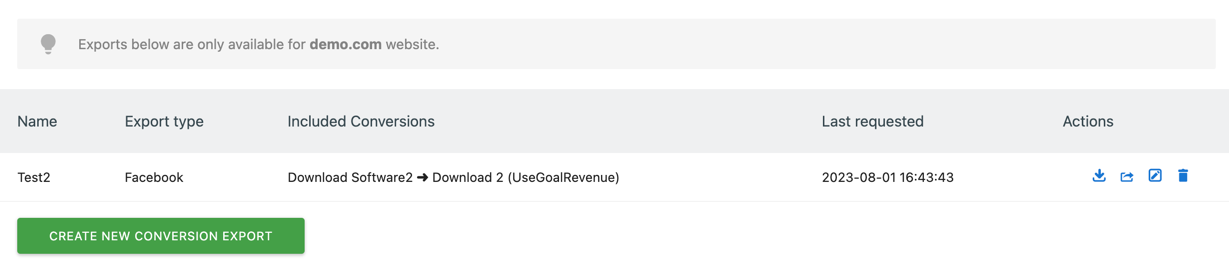 Exports below are only available for demo.com website.
Name Export type Included Conversions Last requested Actions
Test2 Facebook Download Software2 ➜ Download 2 (UseGoalRevenue) 2023-08-01 16:43:43
CREATE NEW CONVERSION EXPORT